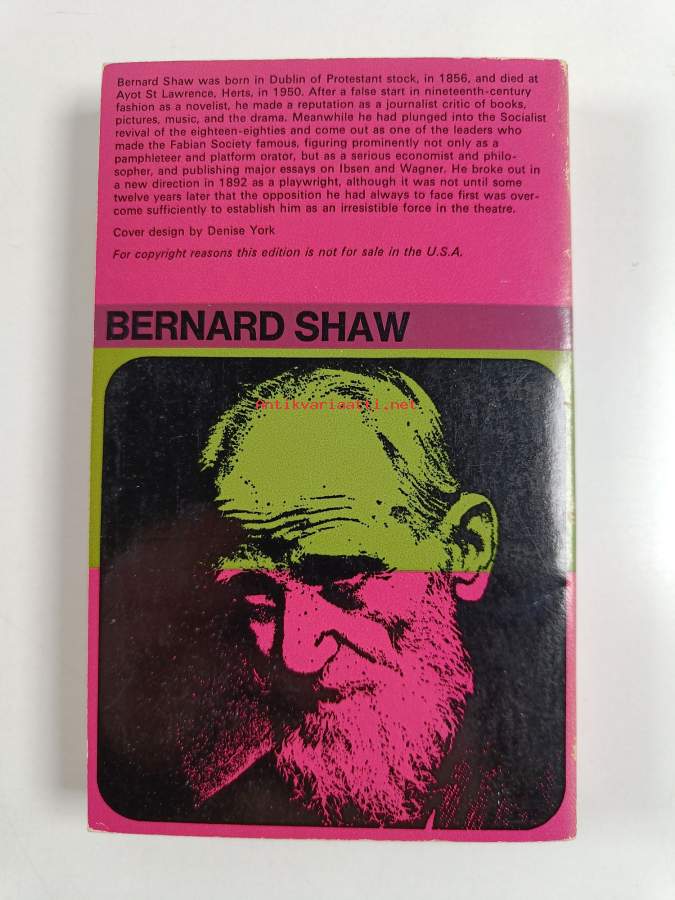 Bernard Shaw was born in Dublin of Protestant stock, in 1856, and died at
Ayot St Lawrence, Herts, in 1950. After a false start in nineteenth-century
fashion as a novelist, he made a reputation as a journalist critic of books,
pictures, music, and the drama. Meanwhile he had plunged into the Socialist
revival of the eighteen-eighties and come out as one of the leaders who
made the Fabian Society famous, figuring prominently not only as a
pamphleteer and platform orator, but as a serious economist and philo-
sopher, and publishing major essays on Ibsen and Wagner. He broke out in
a new direction in 1892 as a playwright, although it was not until some
twelve years later that the opposition he had always to face first was over-
come sufficiently to establish him as an irresistible force in the theatre.
Cover design by Denise York
For copyright reasons this edition is not for sale in the U.S.A.
BERNARD SHAW
Antikvariaatti.net